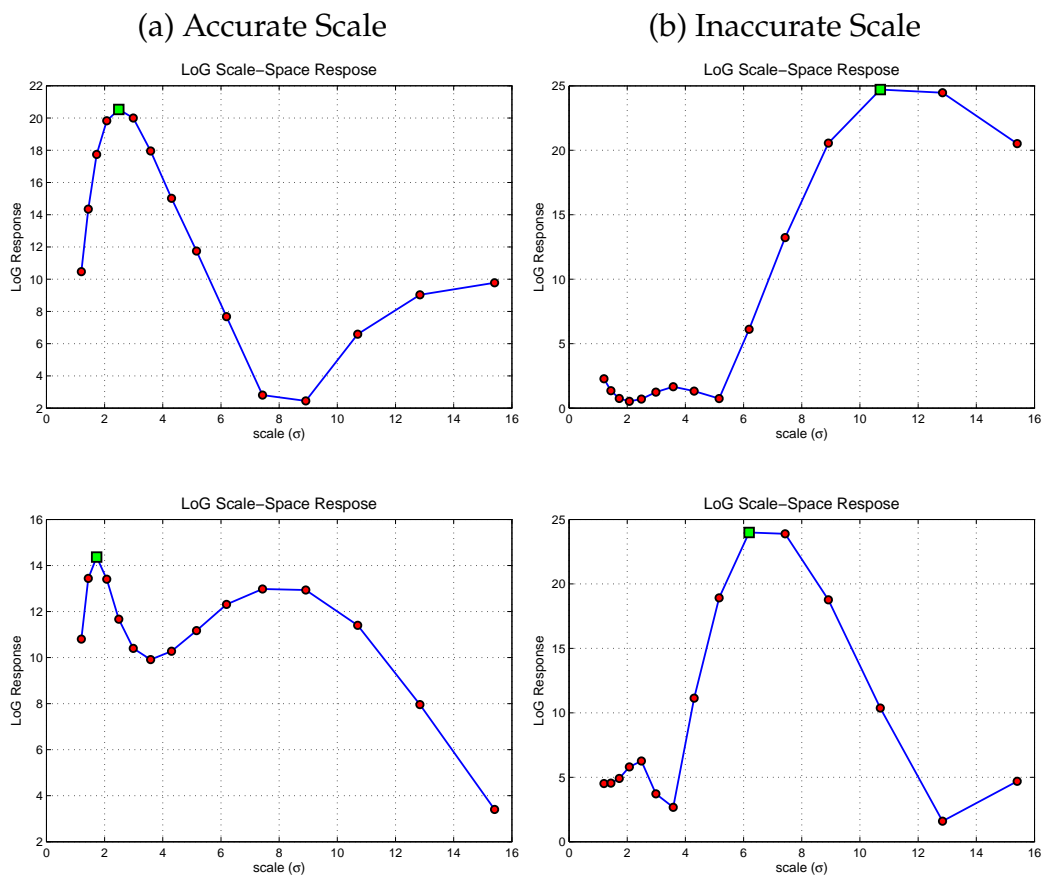 (a) Accurate Scale
(b) Inaccurate Scale
LoG Scale−Space Respose
22
20
18
16
14
12
10
8
6
4
2
0 2 4 6 8 10 12 14 16
LoG Response
scale (σ)
LoG Scale−Space Respose
25
20
15
10
5
0
0 2 4 6 8 10 12 14 16
LoG Response
scale (σ)
LoG Scale−Space Respose
16
14
12
10
8
6
4
2
0 2 4 6 8 10 12 14 16
LoG Response
scale (σ)
LoG Scale−Space Respose
25
20
15
10
5
0
0 2 4 6 8 10 12 14 16
LoG Response
scale (σ)